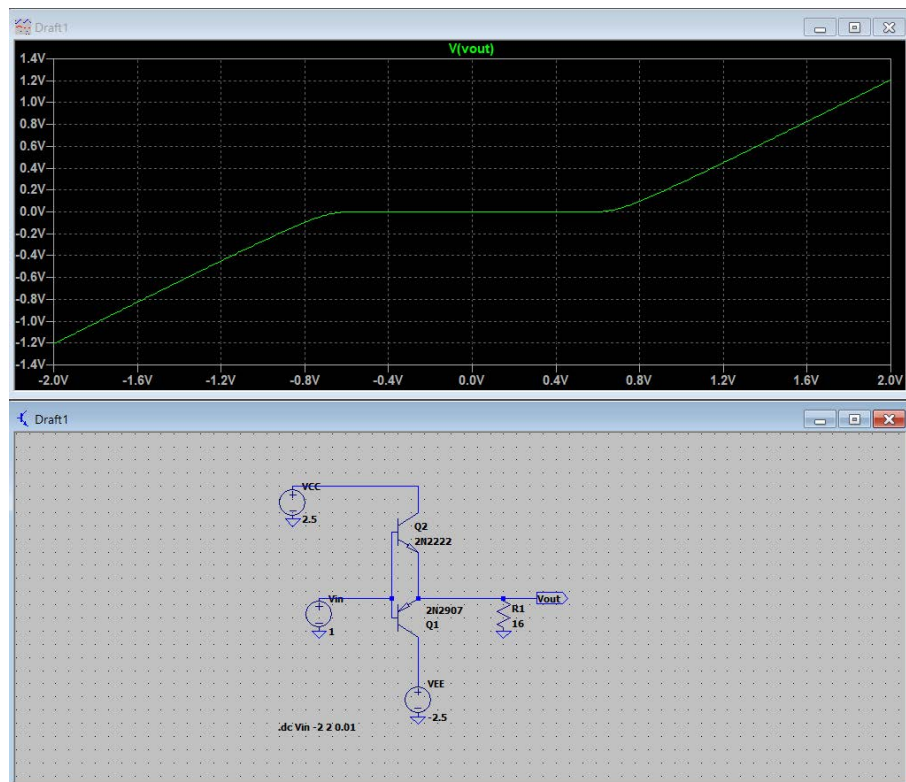 Draft1
V(vout)
1.4V
1.2V
1.0V
0.8V
0.6V
0.4V
0.2V
0.0V
-0.2V
-0.4V
-0.6V
-0.8V
-1.0V
-1.2V
-1.4V
-2.0V -1.6V -1.2V -0.8V -0.4V 0.0V 0.4V 0.8V 1.2V 1.6V 2.0V
Draft1
VCC
2.5
Q2
2N2222
Vin
1
2N2907
Q1
R1
16
Vout
VEE
-2.5
.dc Vin -2 2 0.01